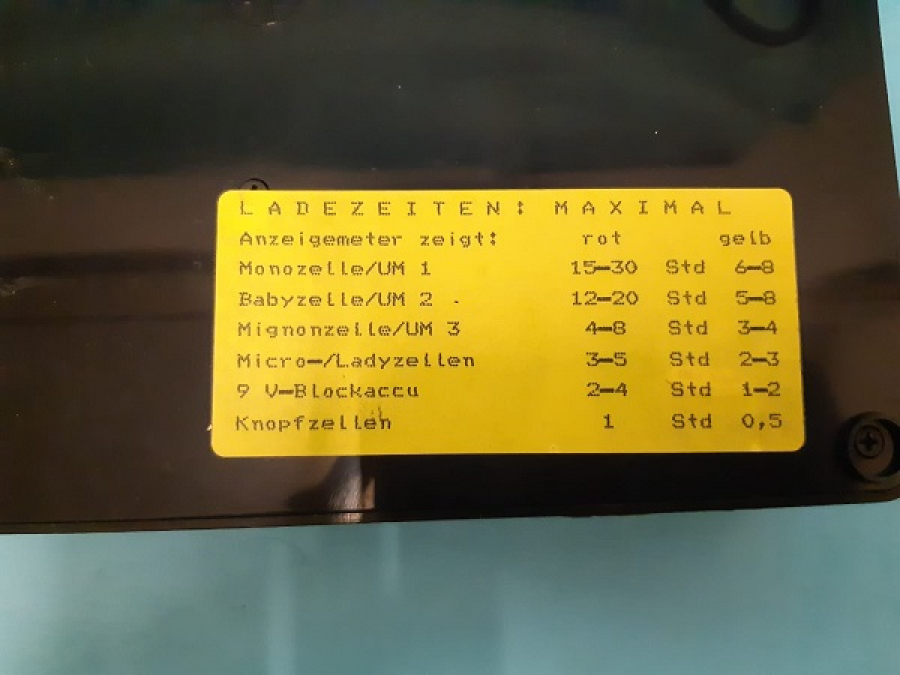 LADEZEITEN: MAXIMAL
Anzeigemeter zeigt: rot gelb
Monozelle/UM 1 15-30 Std 6-8
Babyzelle/UM 2 12-20 Std 5-8
Mignonzelle/UM 3 4-8 Std 3-4
Micro-/Ladyzellen 3-5 Std 2-3
9 V-Blockaccu 2-4 Std 1-2
Knopfzellen 1 Std 0,5